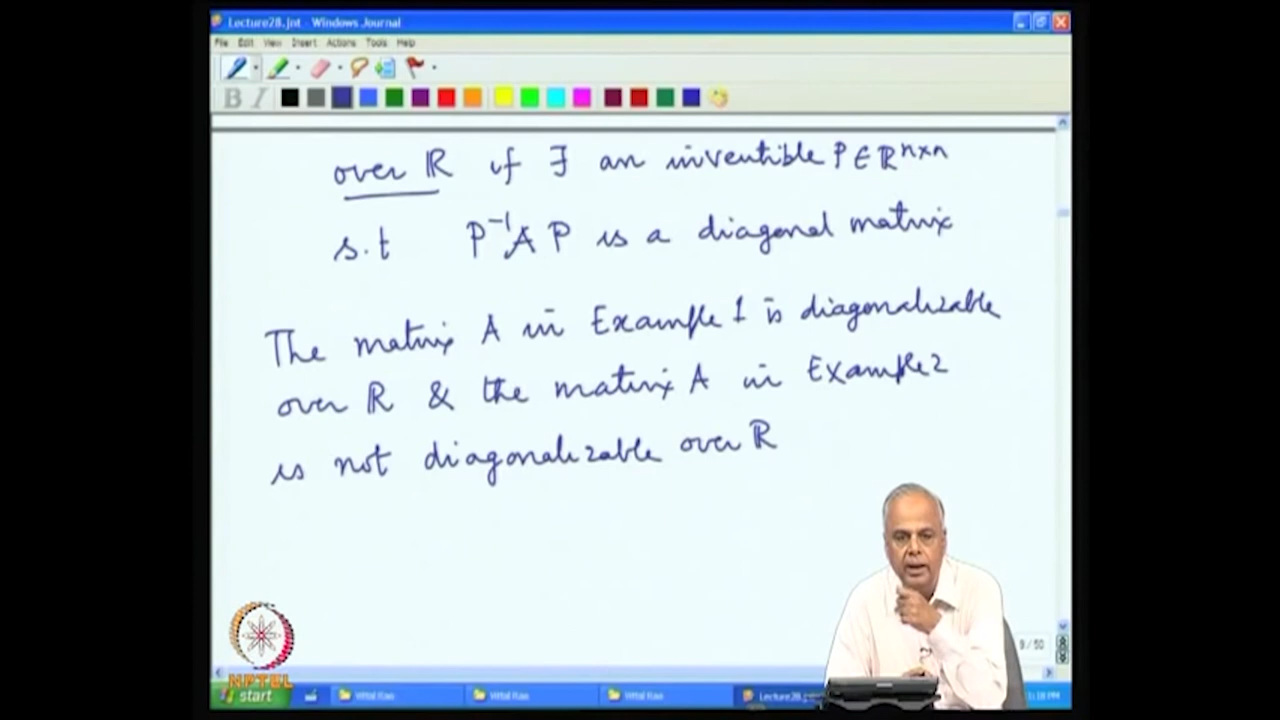 Lecture28.jnt - Windows Journal
File Edit View Insert Actions Tools Help
B I
over ℝ if ∃ an invertible P∈ℝⁿˣⁿ
s.t P⁻¹AP is a diagonal matrix
The matrix A in Example 1 is diagonalizable
over ℝ & the matrix A in Example 2
is not diagonalizable over ℝ
9/50
NPTEL
start Vittal Rao Vittal Rao Vittal Rao Lecture28.jn